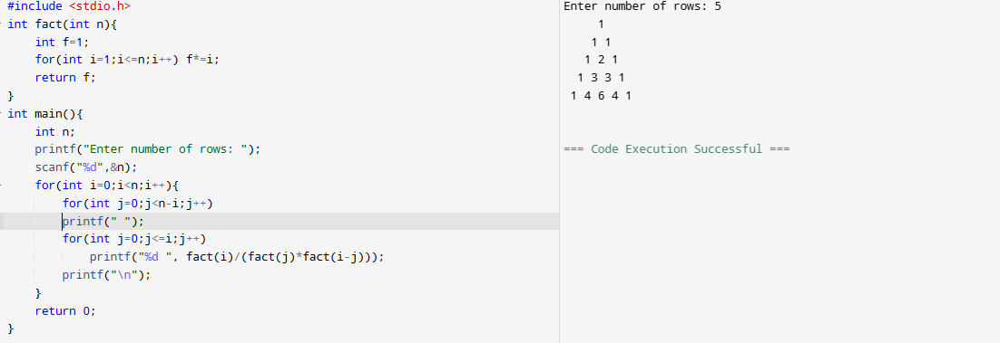 #include <stdio.h>
int fact(int n){
    int f=1;
    for(int i=1;i<=n;i++) f*=i;
    return f;
}
int main(){
    int n;
    printf("Enter number of rows: ");
    scanf("%d",&n);
    for(int i=0;i<n;i++){
        for(int j=0;j<n-i;j++)
        printf(" ");
        for(int j=0;j<=i;j++)
            printf("%d ", fact(i)/(fact(j)*fact(i-j)));
        printf("\n");
    }
    return 0;
}
Enter number of rows: 5
     1
    1 1
   1 2 1
  1 3 3 1
 1 4 6 4 1
=== Code Execution Successful ===